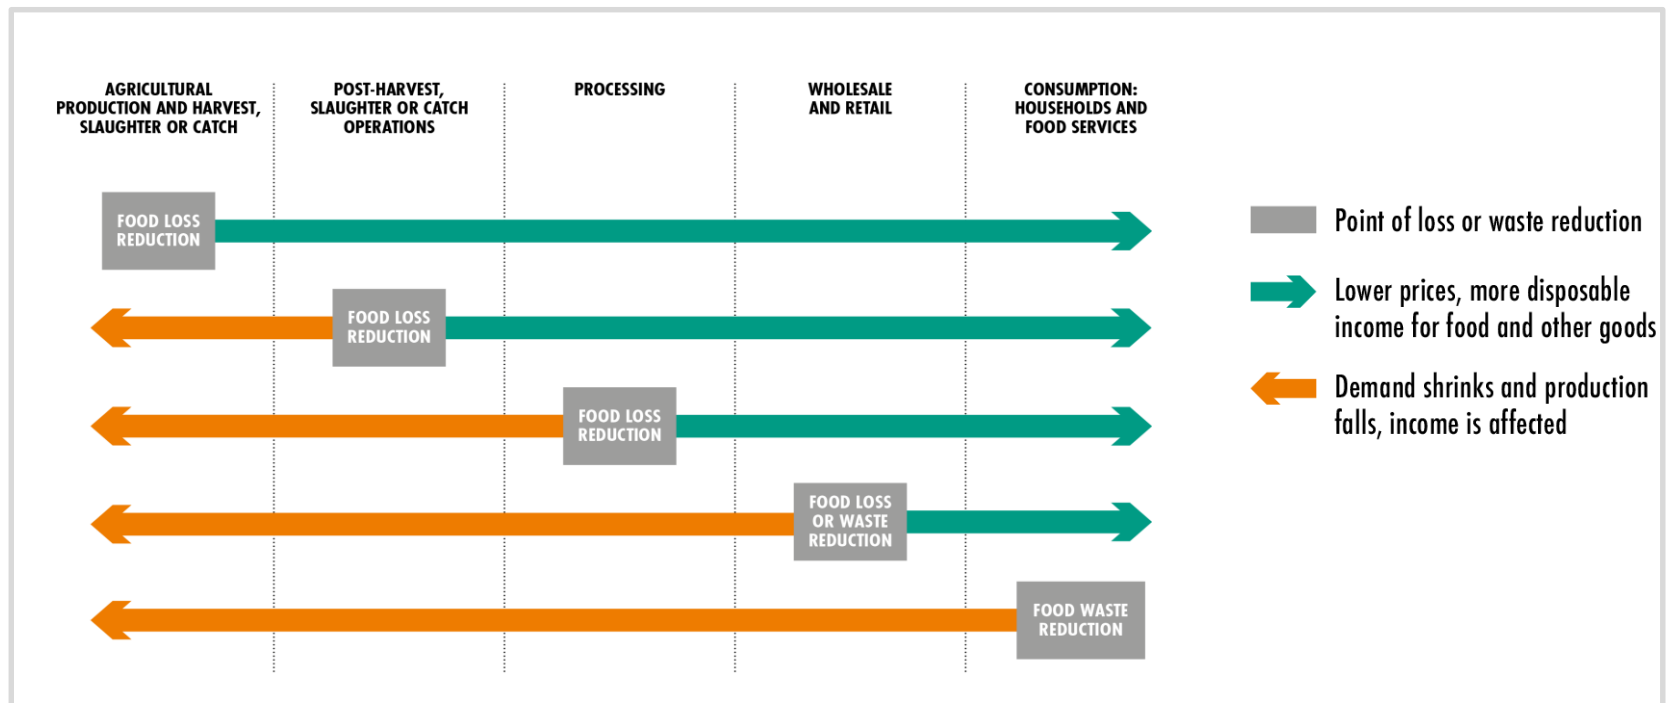 AGRICULTURAL
PRODUCTION AND HARVEST,
SLAUGHTER OR CATCH
POST-HARVEST,
SLAUGHTER OR CATCH
OPERATIONS
PROCESSING
WHOLESALE
AND RETAIL
CONSUMPTION:
HOUSEHOLDS AND
FOOD SERVICES
FOOD LOSS
REDUCTION
FOOD LOSS
REDUCTION
FOOD LOSS
REDUCTION
FOOD LOSS
OR WASTE
REDUCTION
FOOD WASTE
REDUCTION
Point of loss or waste reduction
Lower prices, more disposable
income for food and other goods
Demand shrinks and production
falls, income is affected